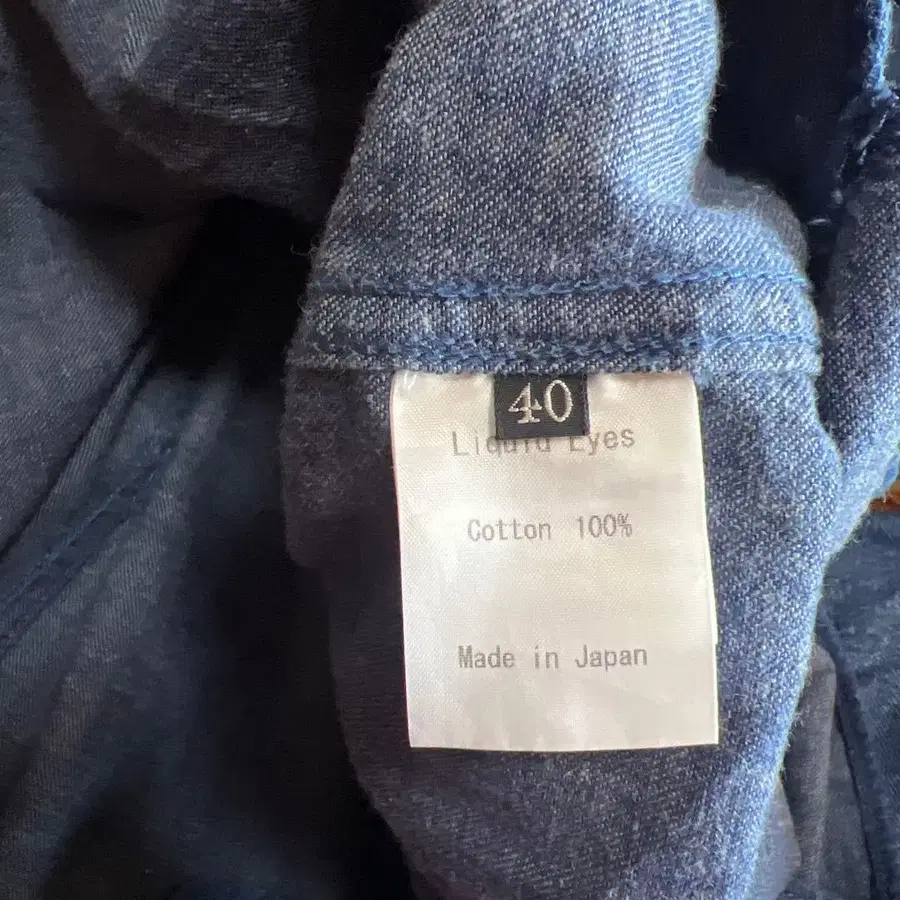 40
Liquid Eyes
Cotton 100%
Made in Japan